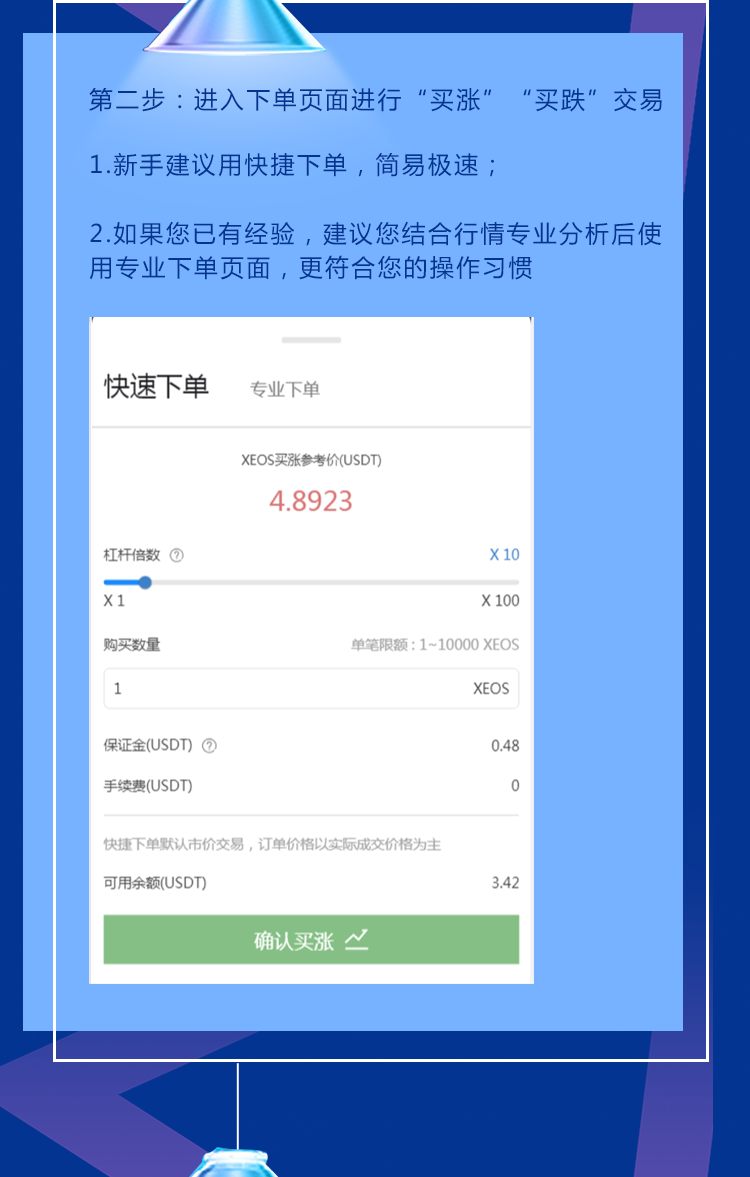 第二步：进入下单页面进行“买涨”“买跌”交易
1.新手建议用快捷下单，简易极速；
2.如果您已有经验，建议您结合行情专业分析后使
用专业下单页面，更符合您的操作习惯
快速下单 专业下单
XEOS买涨参考价(USDT)
4.8923
杠杆倍数 ? X 10
X 1 X 100
购买数量 单笔限额 : 1~10000 XEOS
1 XEOS
保证金(USDT) ? 0.48
手续费(USDT) 0
快捷下单默认市价交易，订单价格以实际成交价格为主
可用余额(USDT) 3.42
确认买涨